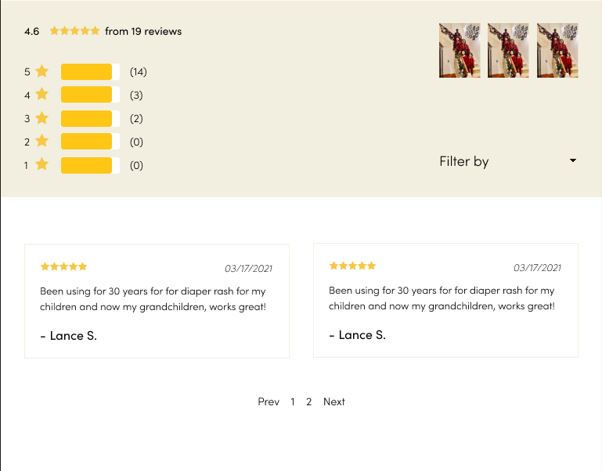 4.6 from 19 reviews
5 (14)
4 (3)
3 (2)
2 (0)
1 (0)
Filter by
03/17/2021
Been using for 30 years for for diaper rash for my
children and now my grandchildren, works great!
- Lance S.
03/17/2021
Been using for 30 years for for diaper rash for my
children and now my grandchildren, works great!
- Lance S.
Prev 1 2 Next